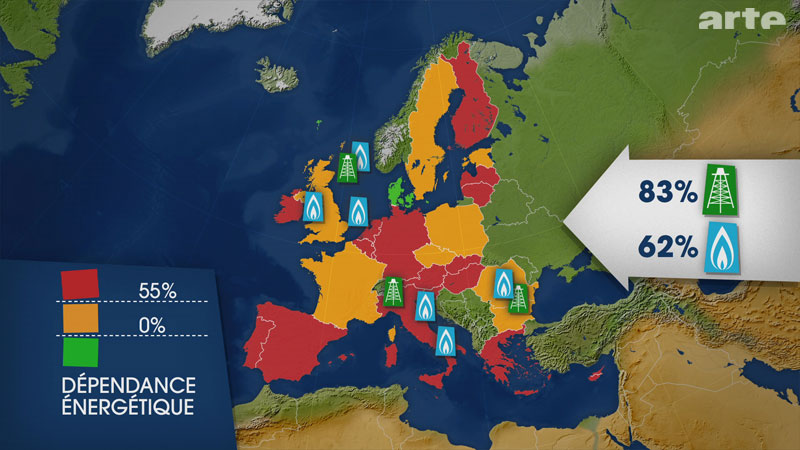 arte
83%
62%
55%
0%
DÉPENDANCE
ÉNERGÉTIQUE